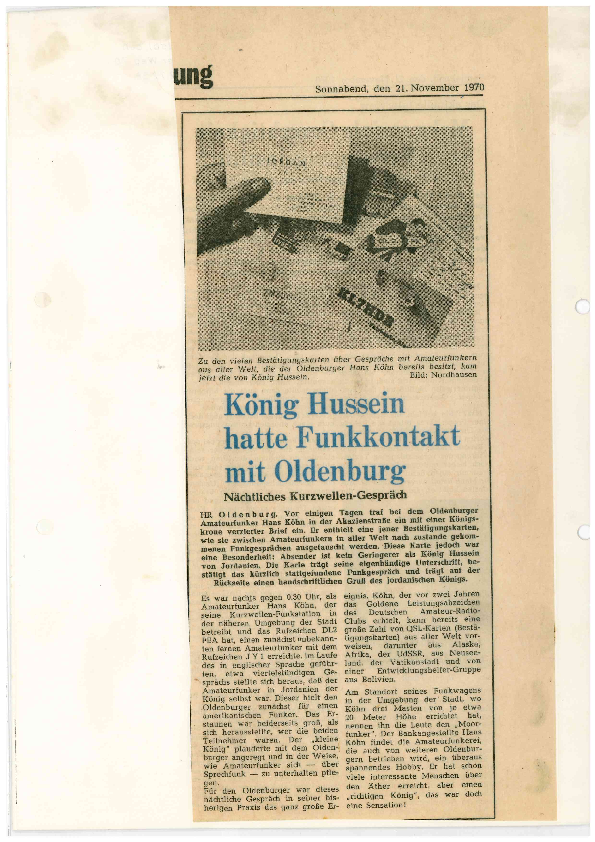 ung
Sonnabend, den 21. November 1970
JORDAN
KL7HDR
Zu den vielen Bestätigungskarten über Gespräche mit Amateurfunkern
aus aller Welt, die der Oldenburger Hans Köhn bereits besitzt, kam
jetzt die von König Hussein. Bild: Nordhausen
König Hussein
hatte Funkkontakt
mit Oldenburg
Nächtliches Kurzwellen-Gespräch
HR Oldenburg. Vor einigen Tagen traf bei dem Oldenburger
Amateurfunker Hans Köhn in der Akazienstraße ein mit einer Königs-
krone verzierter Brief ein. Er enthielt eine jener Bestätigungskarten,
wie sie zwischen Amateurfunkern in aller Welt nach zustande gekom-
menen Funkgesprächen ausgetauscht werden. Diese Karte jedoch war
eine Besonderheit: Absender ist kein Geringerer als König Hussein
von Jordanien. Die Karte trägt seine eigenhändige Unterschrift, be-
stätigt das kürzlich stattgefundene Funkgespräch und trägt auf der
Rückseite einen handschriftlichen Gruß des jordanischen Königs.
Es war nachts gegen 0.30 Uhr, als
Amateurfunker Hans Köhn, der
seine Kurzwellen-Funkstation in
der näheren Umgebung der Stadt
betreibt und das Rufzeichen DL2
PBA hat, einen zunächst unbekann-
ten fernen Amateurfunker mit dem
Rufzeichen J Y 1 erreichte. Im Laufe
des in englischer Sprache geführ-
ten, etwa viertelstündigen Ge-
sprächs stellte sich heraus, daß der
Amateurfunker in Jordanien der
König selbst war. Dieser hielt den
Oldenburger zunächst für einen
amerikanischen Funker. Das Er-
staunen war beiderseits groß, als
sich herausstellte, wer die beiden
Teilnehmer waren. Der „kleine
König" plauderte mit dem Olden-
burger angeregt und in der Weise,
wie Amateurfunker sich — über
Sprechfunk — zu unterhalten pfle-
gen.
Für den Oldenburger war dieses
nächtliche Gespräch in seiner bis-
herigen Praxis das ganz große Er-
eignis. Köhn, der vor zwei Jahren
das Goldene Leistungsabzeichen
des Deutschen Amateur-Radio-
Clubs erhielt, kann bereits eine
große Zahl von QSL-Karten (Bestä-
tigungskarten) aus aller Welt vor-
weisen, darunter aus Alaska,
Afrika, der UdSSR, aus Neusee-
land, der Vatikanstadt und von
einer Entwicklungshelfer-Gruppe
aus Bolivien.
Am Standort seines Funkwagens
in der Umgebung der Stadt, wo
Köhn drei Masten von je etwa
20 Meter Höhn errichtet hat,
nennen ihn die Leute den „Moor-
funker". Der Bankangestellte Hans
Köhn findet die Amateurfunkerei,
die auch von weiteren Oldenbur-
gern betrieben wird, ein überaus
spannendes Hobby. Er hat schon
viele interessante Menschen über
den Äther erreicht, aber einen
„richtigen König", das war doch
eine Sensation!